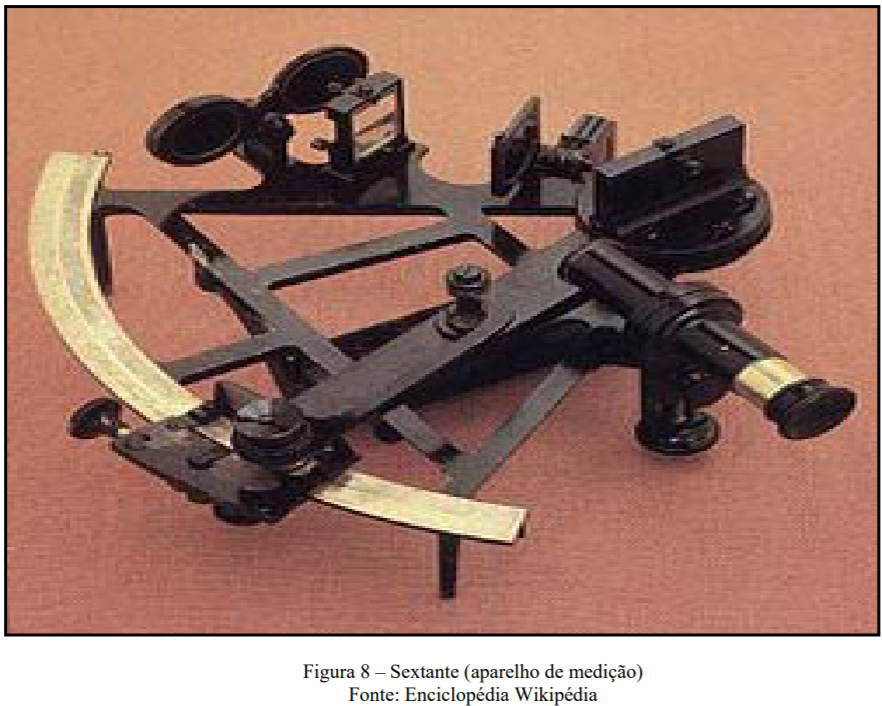 Figura 8 – Sextante (aparelho de medição)
Fonte: Enciclopédia Wikipédia